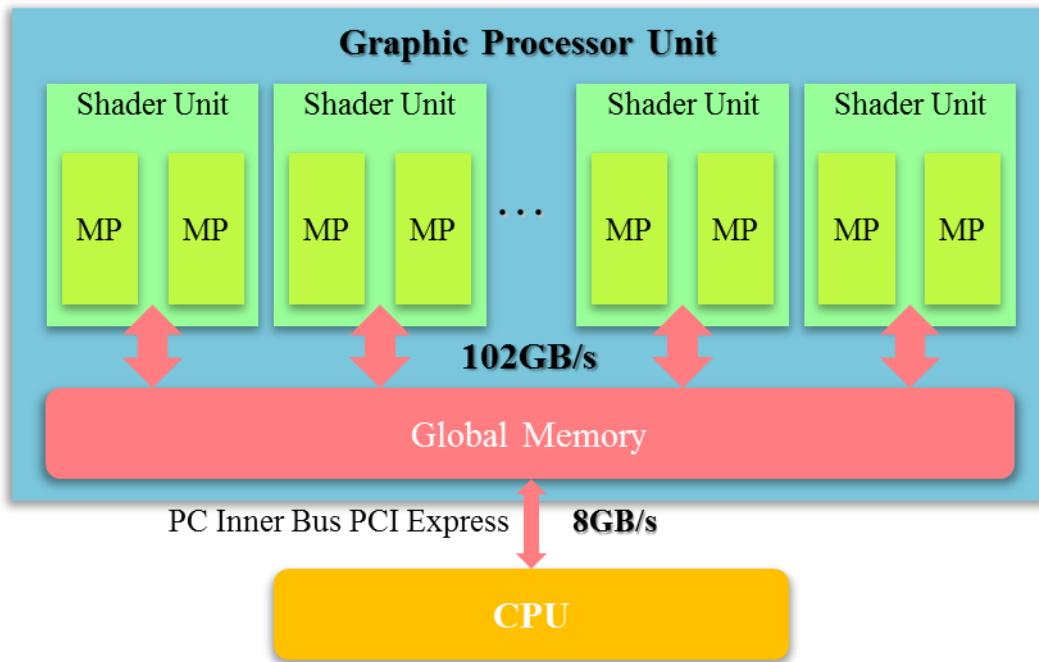 Graphic Processor Unit
Shader Unit
Shader Unit
Shader Unit
Shader Unit
MP
MP
MP
MP
...
MP
MP
MP
MP
102GB/s
Global Memory
PC Inner Bus PCI Express
8GB/s
CPU